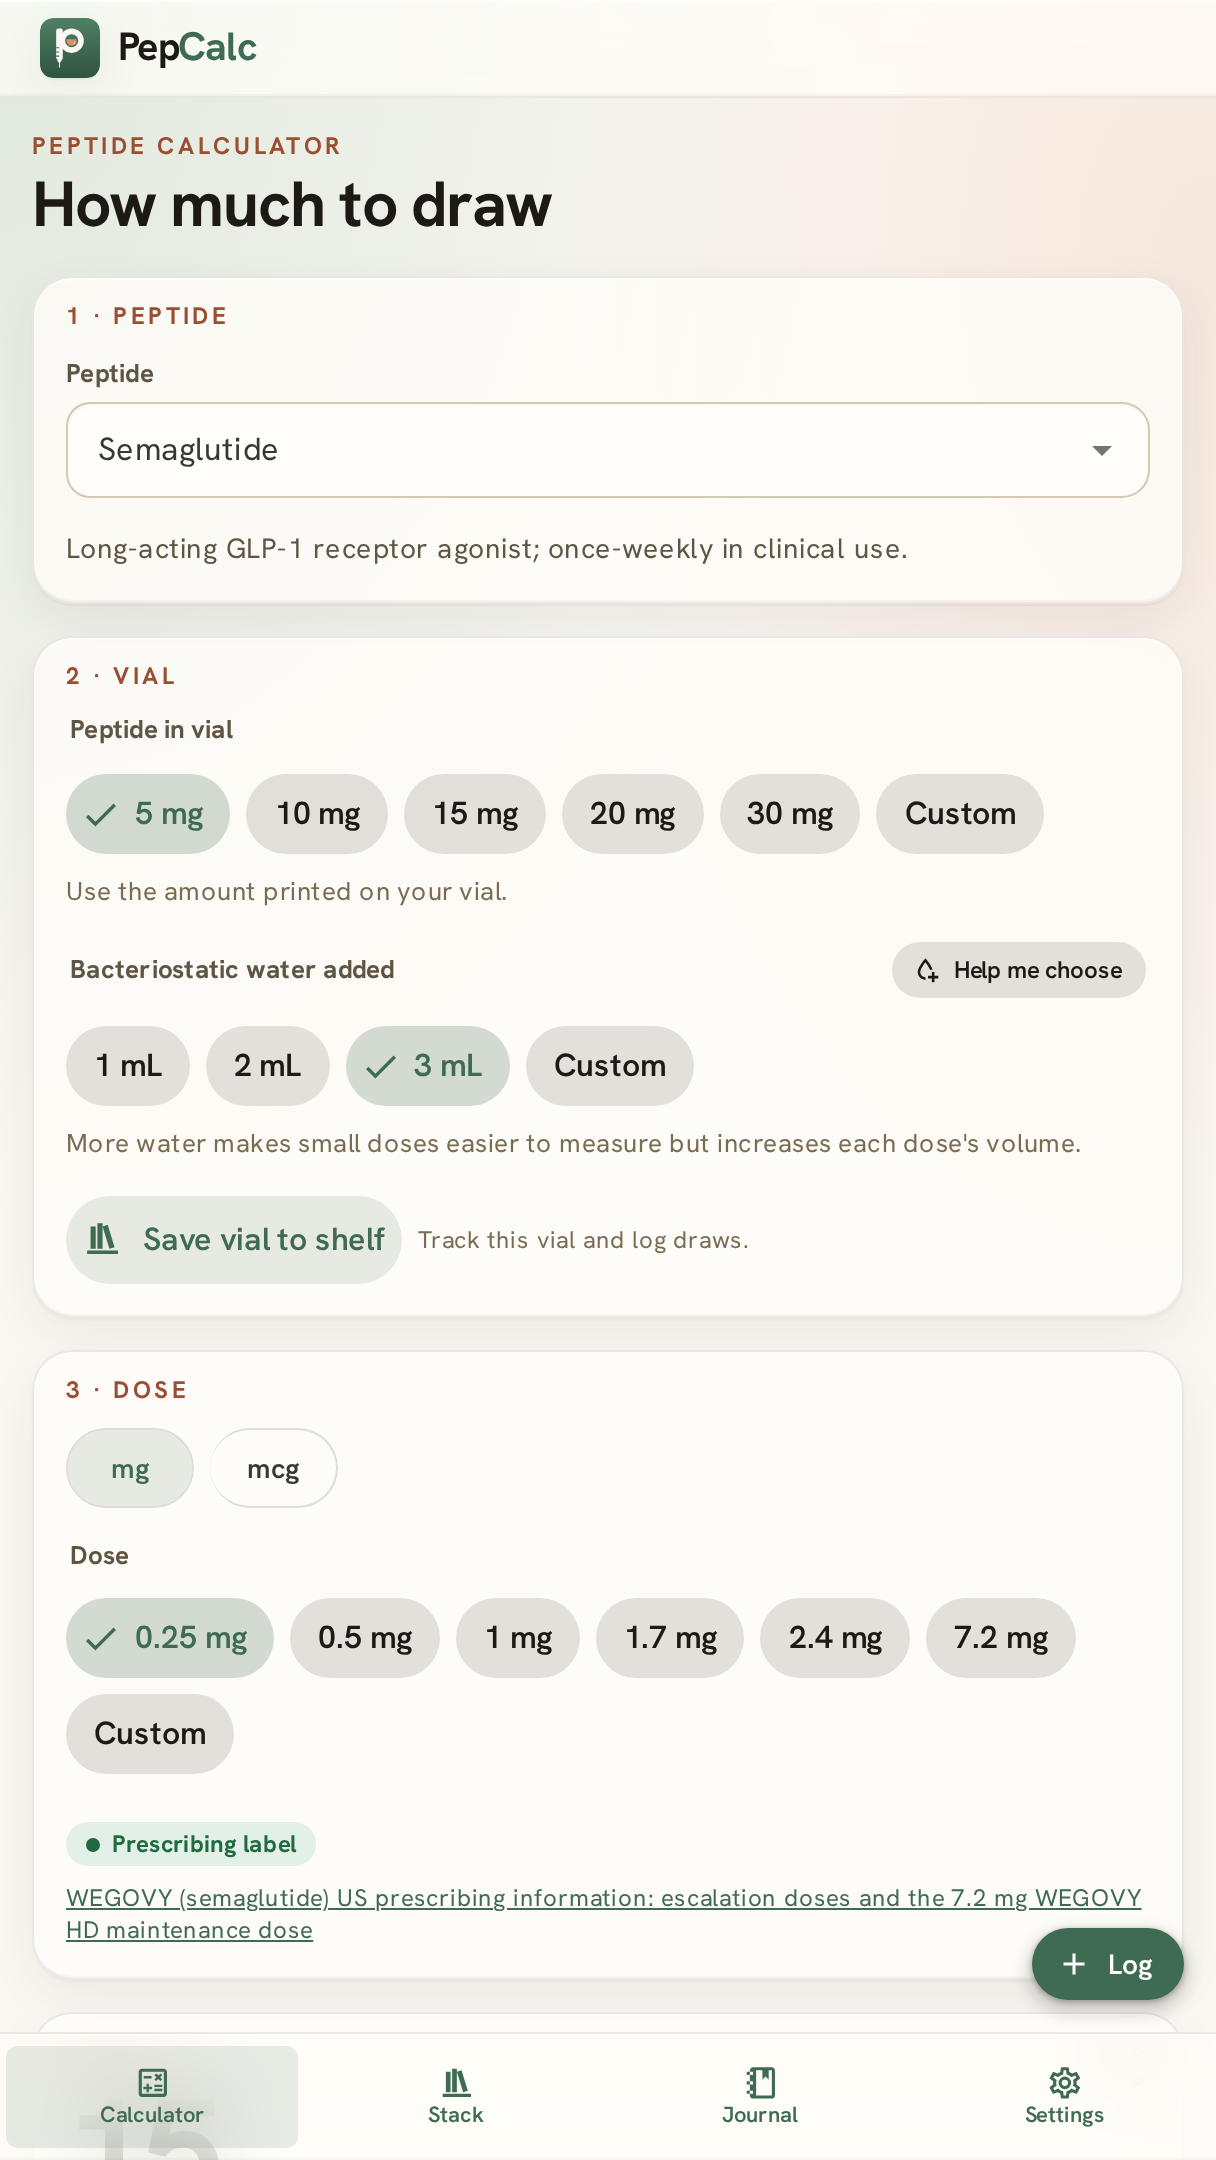 PepCalc
PEPTIDE CALCULATOR
How much to draw
1 · PEPTIDE
Peptide
Semaglutide
Long-acting GLP-1 receptor agonist; once-weekly in clinical use.
2 · VIAL
Peptide in vial
5 mg 10 mg 15 mg 20 mg 30 mg Custom
Use the amount printed on your vial.
Bacteriostatic water added Help me choose
1 mL 2 mL 3 mL Custom
More water makes small doses easier to measure but increases each dose's volume.
Save vial to shelf Track this vial and log draws.
3 · DOSE
mg mcg
Dose
0.25 mg 0.5 mg 1 mg 1.7 mg 2.4 mg 7.2 mg
Custom
Prescribing label
WEGOVY (semaglutide) US prescribing information: escalation doses and the 7.2 mg WEGOVY
HD maintenance dose
+ Log
Calculator Stack Journal Settings
15